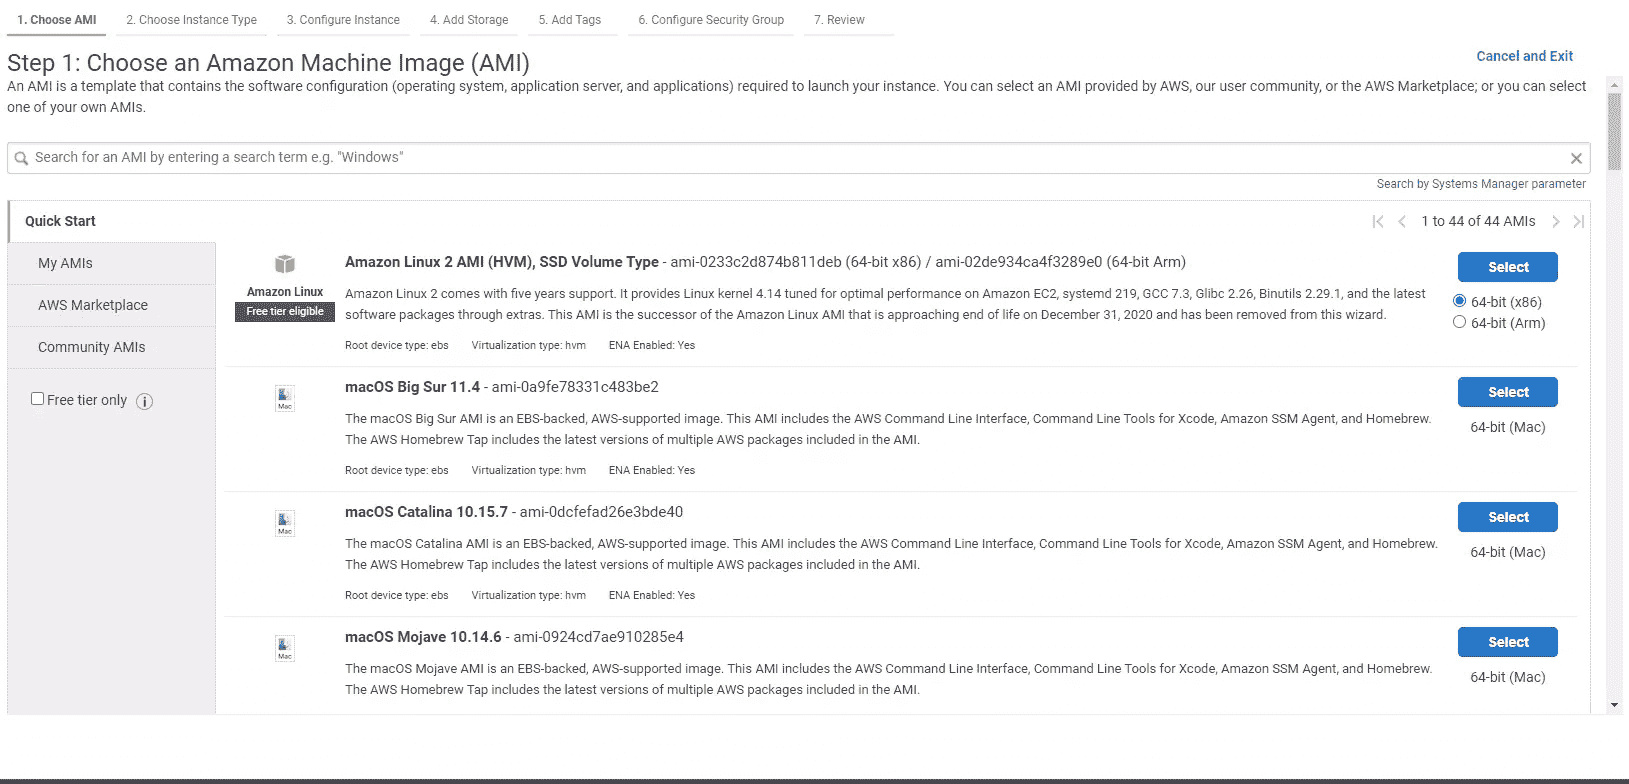 1. Choose AMI 2. Choose Instance Type 3. Configure Instance 4. Add Storage 5. Add Tags 6. Configure Security Group 7. Review
Step 1: Choose an Amazon Machine Image (AMI)
Cancel and Exit
An AMI is a template that contains the software configuration (operating system, application server, and applications) required to launch your instance. You can select an AMI provided by AWS, our user community, or the AWS Marketplace; or you can select
one of your own AMIs.
Search for an AMI by entering a search term e.g. "Windows"
Search by Systems Manager parameter
Quick Start
1 to 44 of 44 AMIs
My AMIs
AWS Marketplace
Community AMIs
Free tier only
Amazon Linux
Free tier eligible
Amazon Linux 2 AMI (HVM), SSD Volume Type - ami-0233c2d874b811deb (64-bit x86) / ami-02de934ca4f3289e0 (64-bit Arm)
Amazon Linux 2 comes with five years support. It provides Linux kernel 4.14 tuned for optimal performance on Amazon EC2, systemd 219, GCC 7.3, Glibc 2.26, Binutils 2.29.1, and the latest
software packages through extras. This AMI is the successor of the Amazon Linux AMI that is approaching end of life on December 31, 2020 and has been removed from this wizard.
Root device type: ebs Virtualization type: hvm ENA Enabled: Yes
Select
64-bit (x86)
64-bit (Arm)
Mac
macOS Big Sur 11.4 - ami-0a9fe78331c483be2
The macOS Big Sur AMI is an EBS-backed, AWS-supported image. This AMI includes the AWS Command Line Interface, Command Line Tools for Xcode, Amazon SSM Agent, and Homebrew.
The AWS Homebrew Tap includes the latest versions of multiple AWS packages included in the AMI.
Root device type: ebs Virtualization type: hvm ENA Enabled: Yes
Select
64-bit (Mac)
Mac
macOS Catalina 10.15.7 - ami-0dcfefad26e3bde40
The macOS Catalina AMI is an EBS-backed, AWS-supported image. This AMI includes the AWS Command Line Interface, Command Line Tools for Xcode, Amazon SSM Agent, and Homebrew.
The AWS Homebrew Tap includes the latest versions of multiple AWS packages included in the AMI.
Root device type: ebs Virtualization type: hvm ENA Enabled: Yes
Select
64-bit (Mac)
Mac
macOS Mojave 10.14.6 - ami-0924cd7ae910285e4
The macOS Mojave AMI is an EBS-backed, AWS-supported image. This AMI includes the AWS Command Line Interface, Command Line Tools for Xcode, Amazon SSM Agent, and Homebrew.
The AWS Homebrew Tap includes the latest versions of multiple AWS packages included in the AMI.
Select
64-bit (Mac)